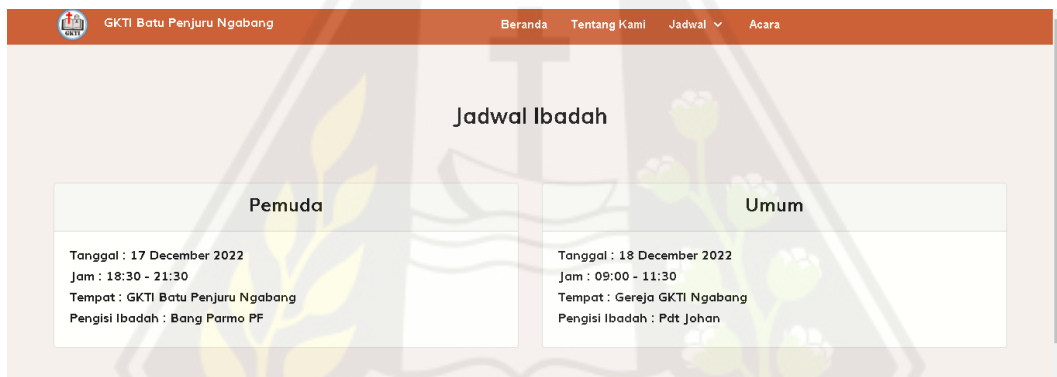 GKTI
GKTI Batu Penjuru Ngabang
Beranda Tentang Kami Jadwal Acara
Jadwal Ibadah
Pemuda
Tanggal : 17 December 2022
Jam : 18:30 - 21:30
Tempat : GKTI Batu Penjuru Ngabang
Pengisi Ibadah : Bang Parmo PF
Umum
Tanggal : 18 December 2022
Jam : 09:00 - 11:30
Tempat : Gereja GKTI Ngabang
Pengisi Ibadah : Pdt Johan